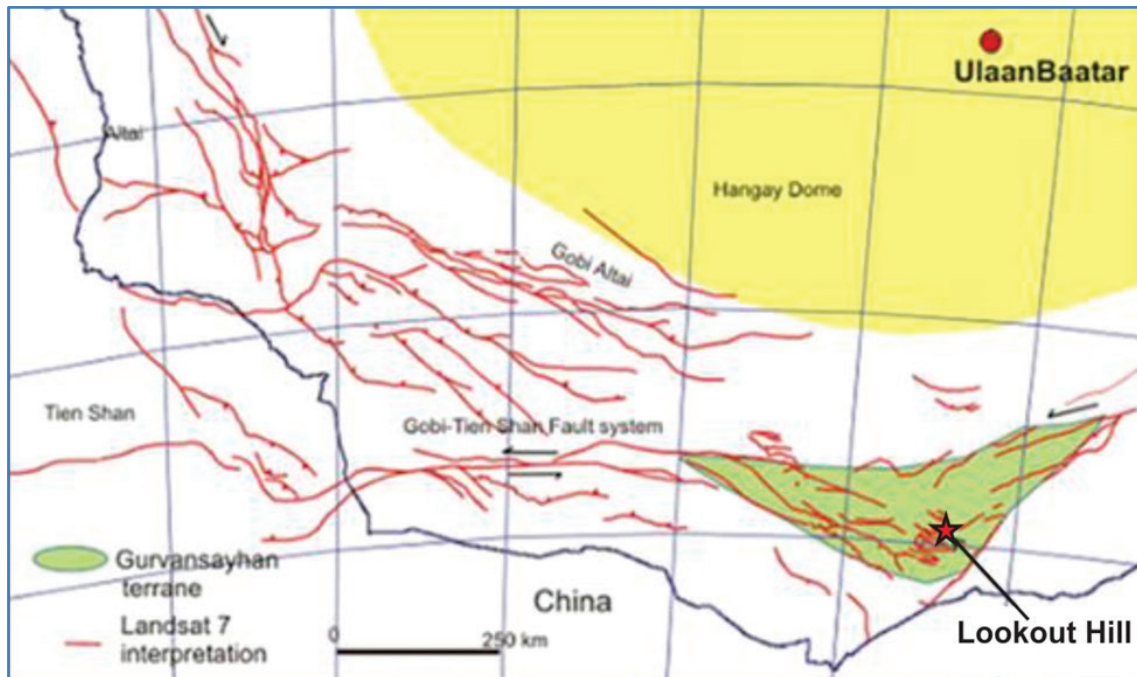 UlaanBaatar
Altai
Hangay Dome
Gobi Altai
Tien Shan
Gobi-Tien Shan Fault system
Gurvansayhan
terrane
Landsat 7
interpretation
China
0
250 km
Lookout Hill